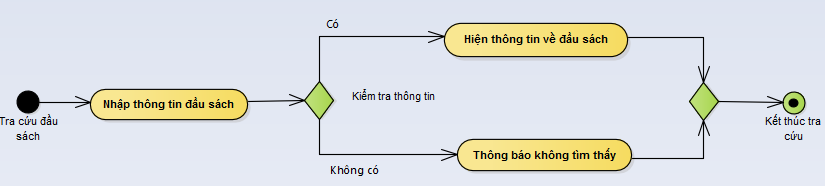 Có
Hiện thông tin về đầu sách
Nhập thông tin đầu sách
Kiểm tra thông tin
Tra cứu đầu
sách
Kết thúc tra
cứu
Không có
Thông báo không tìm thấy